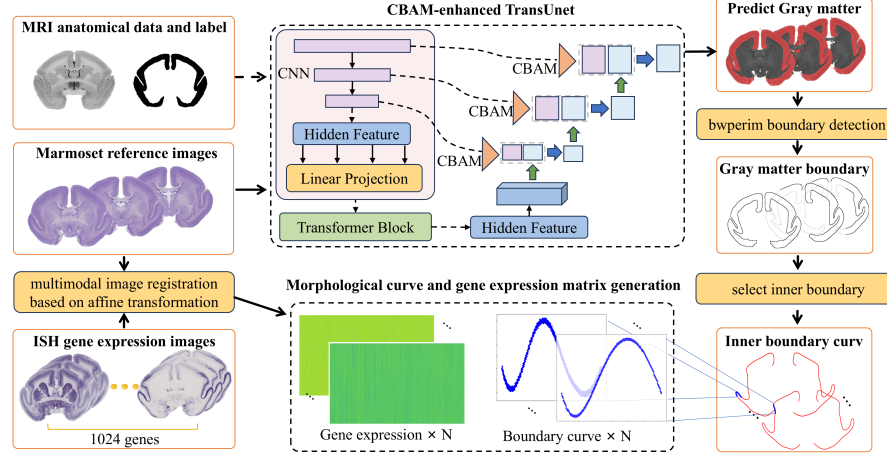 MRI anatomical data and label
CBAM-enhanced TransUnet
Predict Gray matter
CNN
CBAM
CBAM
CBAM
Hidden Feature
Linear Projection
Transformer Block
Hidden Feature
bwperim boundary detection
Marmoset reference images
Gray matter boundary
multimodal image registration
based on affine transformation
Morphological curve and gene expression matrix generation
select inner boundary
ISH gene expression images
Inner boundary curv
1024 genes
Gene expression × N
Boundary curve × N